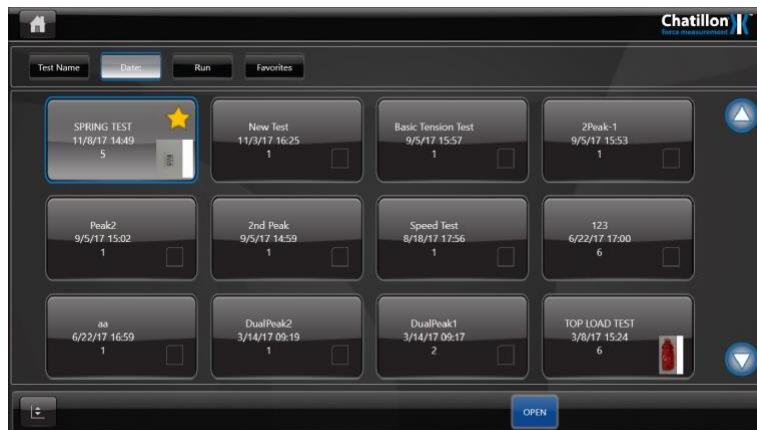 Chatillon
force measurement
Test Name Date: Run Favorites
SPRING TEST
11/8/17 14:49
5
New Test
11/3/17 16:25
1
Basic Tension Test
9/5/17 15:57
1
2Peak-1
9/5/17 15:53
1
Peak2
9/5/17 15:02
1
2nd Peak
9/5/17 14:59
1
Speed Test
8/18/17 17:56
1
123
6/22/17 17:00
6
aa
6/22/17 16:59
1
DualPeak2
3/14/17 09:19
1
DualPeak1
3/14/17 09:17
2
TOP LOAD TEST
3/8/17 15:24
6
OPEN